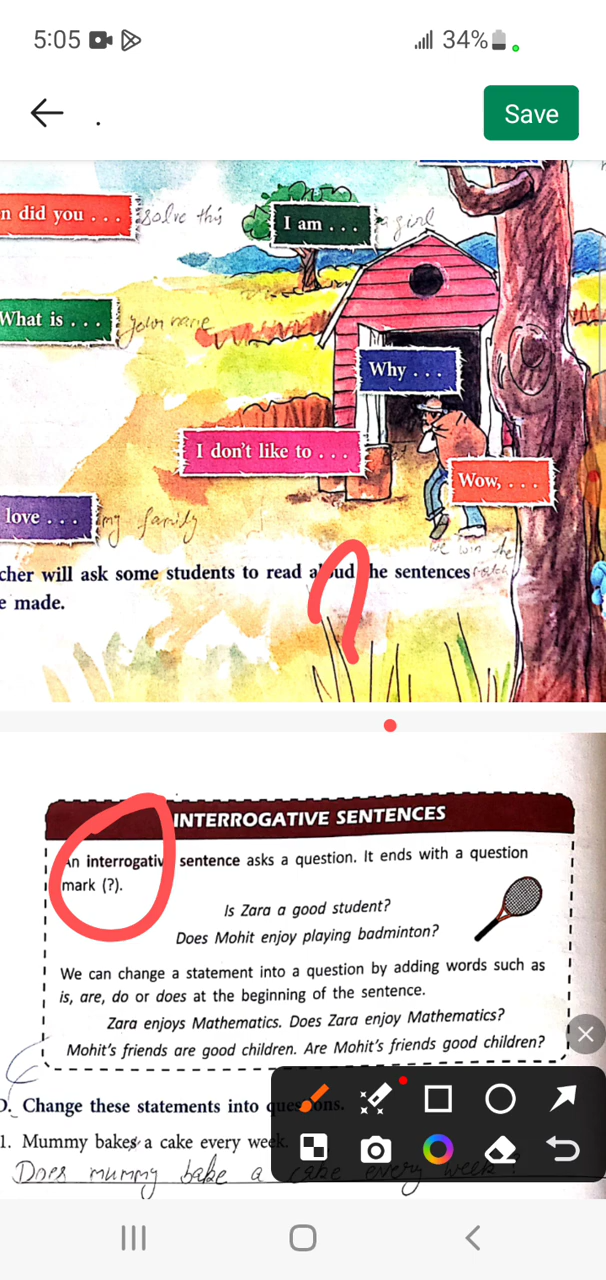 5:05
34%
Save
n did you . . . solve this
I am . . . a girl
What is . . . your name
Why . . .
I don't like to . . .
Wow, . . .
love . . . my family
we win the
cher will ask some students to read he sentences match
e made.
INTERROGATIVE SENTENCES
An interrogativ sentence asks a question. It ends with a question
mark (?).
Is Zara a good student?
Does Mohit enjoy playing badminton?
We can change a statement into a question by adding words such as
is, are, do or does at the beginning of the sentence.
Zara enjoys Mathematics. Does Zara enjoy Mathematics?
Mohit's friends are good children. Are Mohit's friends good children?
D. Change these statements into questions.
1. Mummy bakes a cake every week.
Does mummy bake a cake every week?